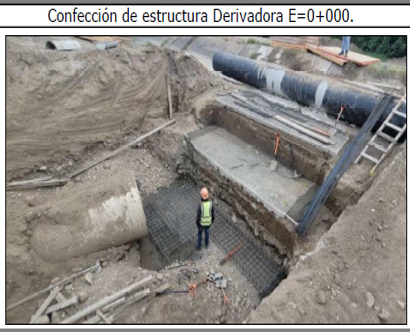 Confección de estructura Derivadora E=0+000.